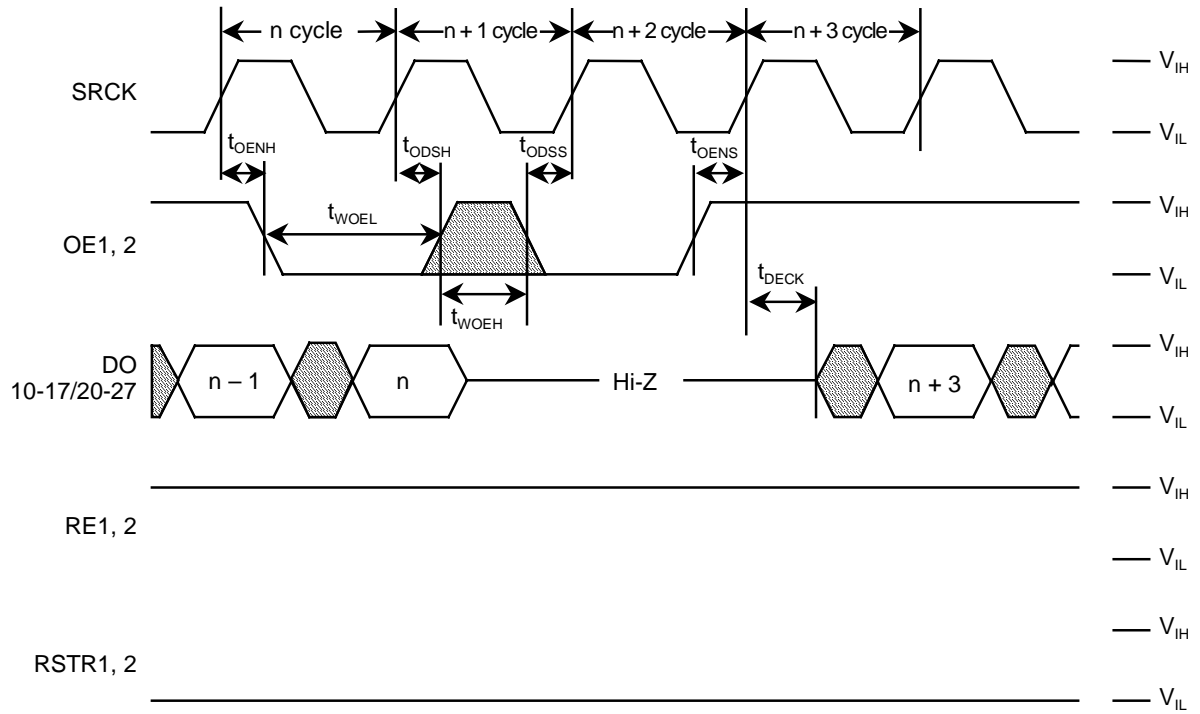 n cycle n + 1 cycle n + 2 cycle n + 3 cycle
SRCK
V_IH
V_IL
t_OENH t_ODSH t_ODSS t_OENS
OE1, 2
t_WOEL
V_IH
V_IL
t_WOEH
t_DECK
DO
10-17/20-27
n – 1
n
Hi-Z
n + 3
V_IH
V_IL
RE1, 2
V_IH
V_IL
RSTR1, 2
V_IH
V_IL